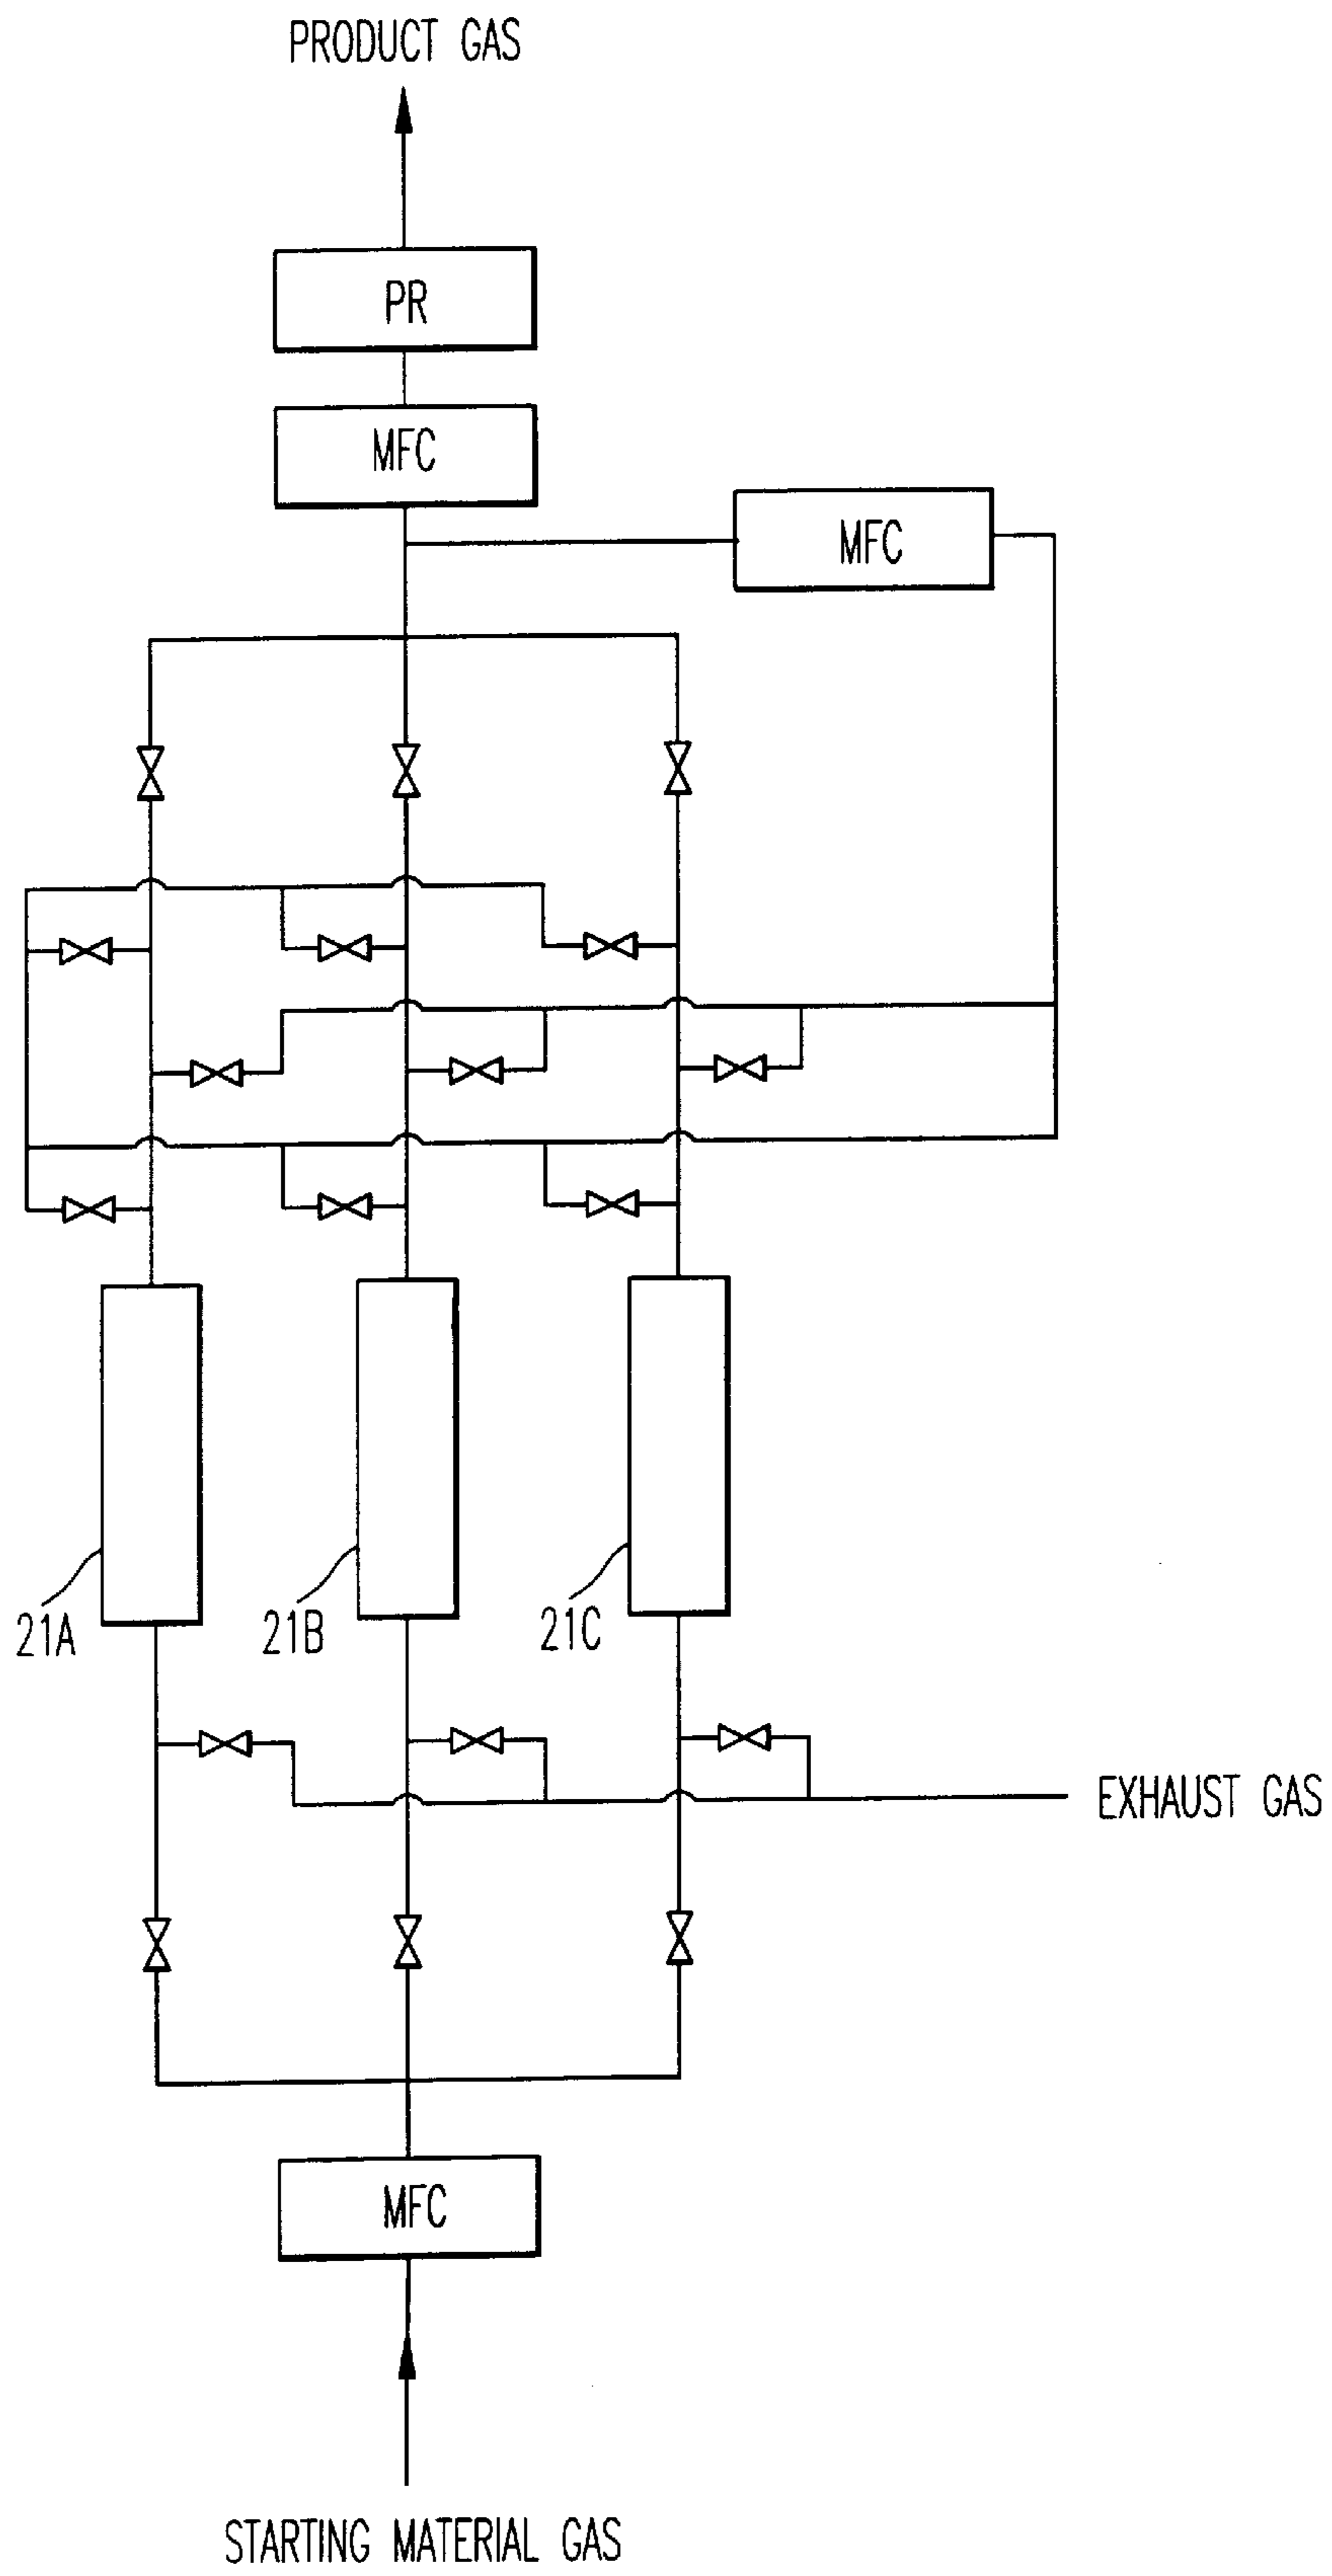 PRODUCT GAS
PR
MFC
MFC
21A
21B
21C
EXHAUST GAS
MFC
STARTING MATERIAL GAS